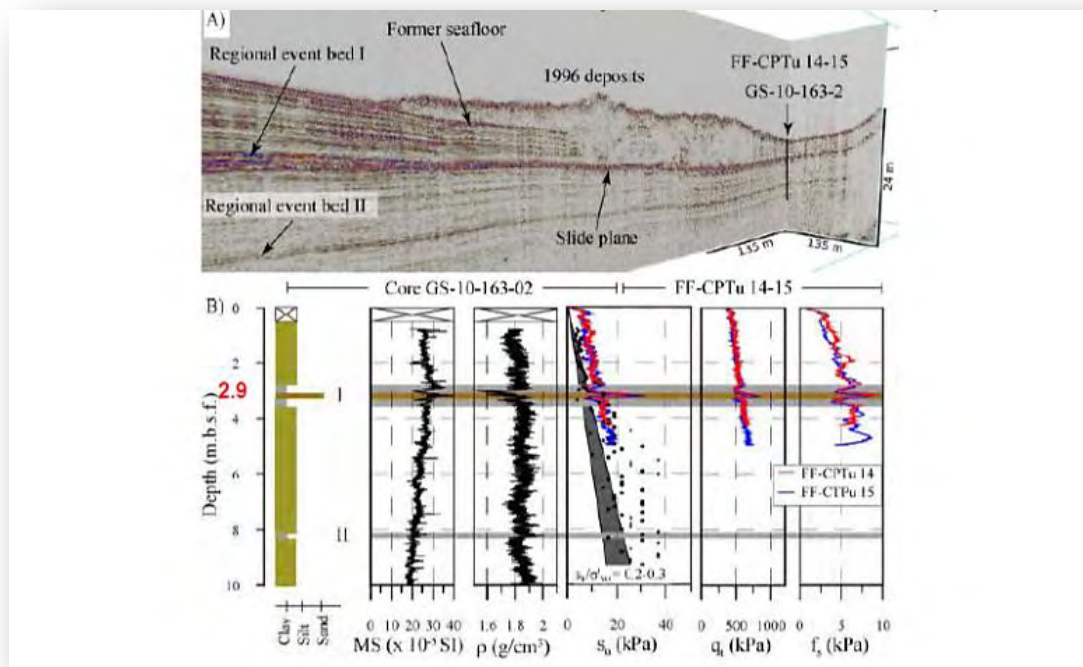 A)
Former seafloor
Regional event bed I
1996 deposits
FF-CPTu 14-15
GS-10-163-2
24 m
Regional event bed II
Slide plane
135 m
135 m
Core GS-10-163-02
FF-CPTu 14-15
B)
0
2
2.9
4
6
8
10
Depth (m.b.s.f.)
I
II
FF-CPTu 14
FF-CTPu 15
Clay
Silt
Sand
0 10 20 30 40
MS (x 10⁻⁵ SI)
1.6 1.8 2
ρ (g/cm³)
0 20 40
sᵤ (kPa)
0 500 1000
qₜ (kPa)
0 5 10
fₛ (kPa)